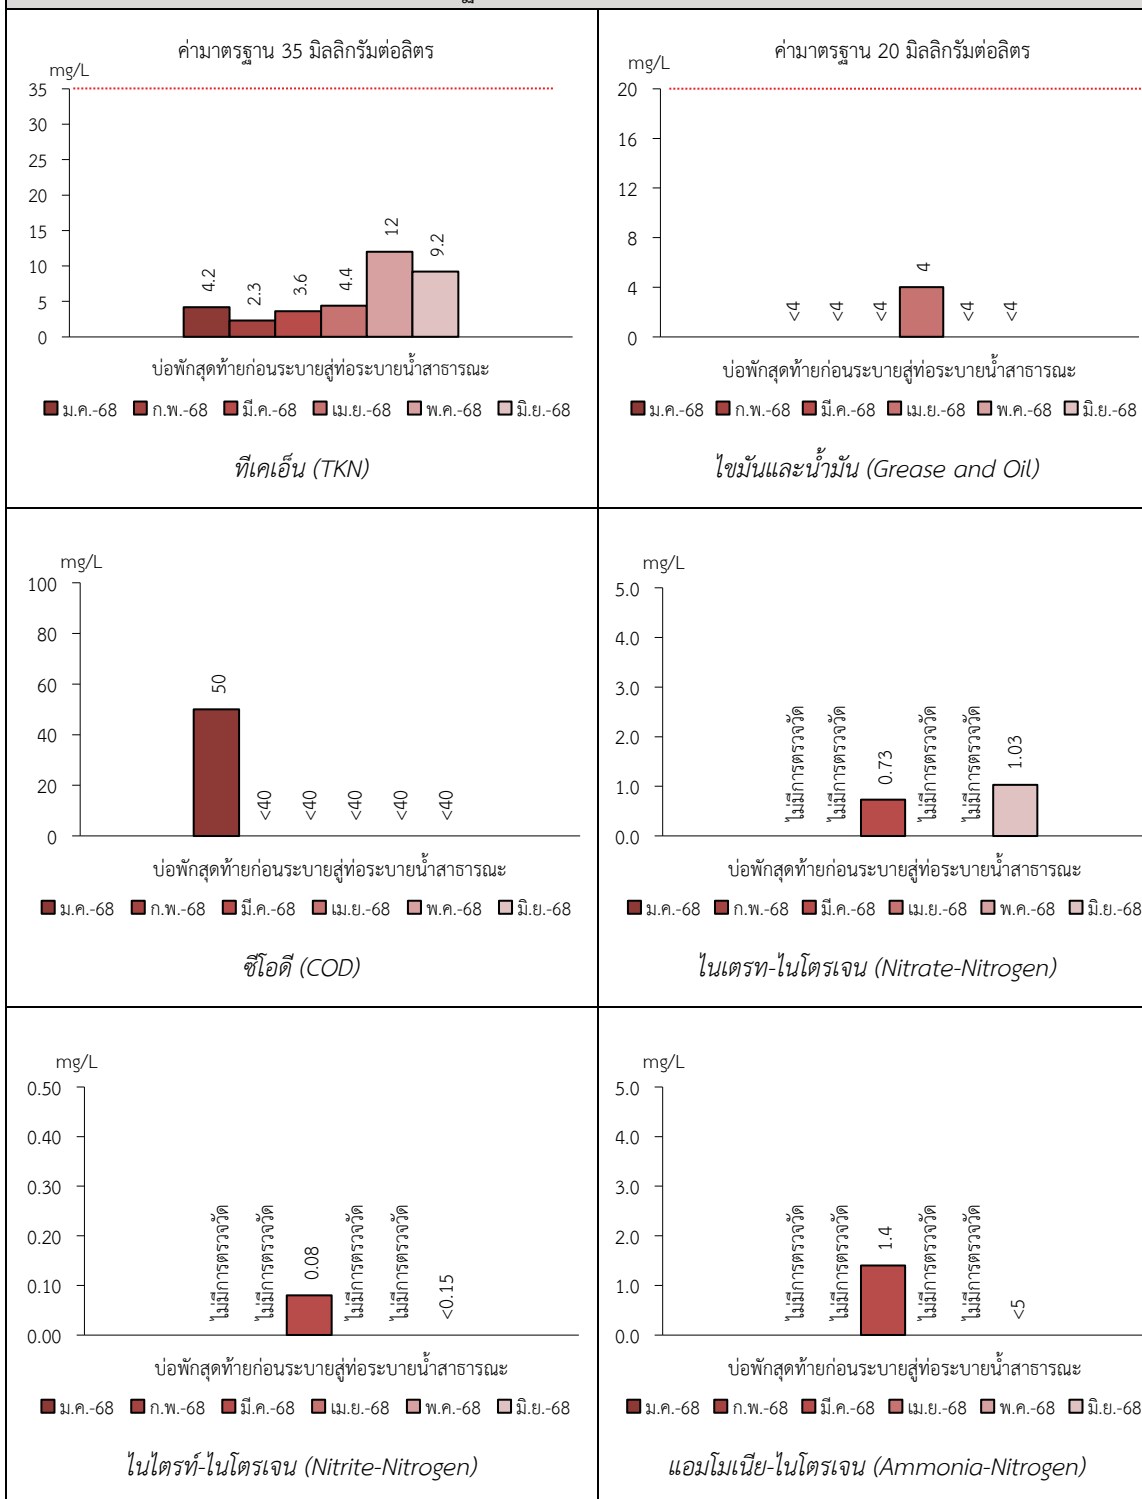 ค่ามาตรฐาน 35 มิลลิกรัมต่อลิตร
mg/L
35
30
25
20
15
10
5
0
4.2
2.3
3.6
4.4
12
9.2
บ่อพักสุดท้ายก่อนระบายสู่ท่อระบายน้ำสาธารณะ
ม.ค.-68 ก.พ.-68 มี.ค.-68 เม.ย.-68 พ.ค.-68 มิ.ย.-68
ทีเคเอ็น (TKN)
ค่ามาตรฐาน 20 มิลลิกรัมต่อลิตร
mg/L
20
16
12
8
4
0
<4
<4
<4
4
<4
<4
บ่อพักสุดท้ายก่อนระบายสู่ท่อระบายน้ำสาธารณะ
ม.ค.-68 ก.พ.-68 มี.ค.-68 เม.ย.-68 พ.ค.-68 มิ.ย.-68
ไขมันและน้ำมัน (Grease and Oil)
mg/L
100
80
60
40
20
0
50
<40
<40
<40
<40
<40
บ่อพักสุดท้ายก่อนระบายสู่ท่อระบายน้ำสาธารณะ
ม.ค.-68 ก.พ.-68 มี.ค.-68 เม.ย.-68 พ.ค.-68 มิ.ย.-68
ซีโอดี (COD)
mg/L
5.0
4.0
3.0
2.0
1.0
0.0
ไม่มีการตรวจวัด
ไม่มีการตรวจวัด
0.73
ไม่มีการตรวจวัด
ไม่มีการตรวจวัด
1.03
บ่อพักสุดท้ายก่อนระบายสู่ท่อระบายน้ำสาธารณะ
ม.ค.-68 ก.พ.-68 มี.ค.-68 เม.ย.-68 พ.ค.-68 มิ.ย.-68
ไนเตรท-ไนโตรเจน (Nitrate-Nitrogen)
mg/L
0.50
0.40
0.30
0.20
0.10
0.00
ไม่มีการตรวจวัด
ไม่มีการตรวจวัด
0.08
ไม่มีการตรวจวัด
ไม่มีการตรวจวัด
<0.15
บ่อพักสุดท้ายก่อนระบายสู่ท่อระบายน้ำสาธารณะ
ม.ค.-68 ก.พ.-68 มี.ค.-68 เม.ย.-68 พ.ค.-68 มิ.ย.-68
ไนไตรท์-ไนโตรเจน (Nitrite-Nitrogen)
mg/L
5.0
4.0
3.0
2.0
1.0
0.0
ไม่มีการตรวจวัด
ไม่มีการตรวจวัด
1.4
ไม่มีการตรวจวัด
ไม่มีการตรวจวัด
<5
บ่อพักสุดท้ายก่อนระบายสู่ท่อระบายน้ำสาธารณะ
ม.ค.-68 ก.พ.-68 มี.ค.-68 เม.ย.-68 พ.ค.-68 มิ.ย.-68
แอมโมเนีย-ไนโตรเจน (Ammonia-Nitrogen)